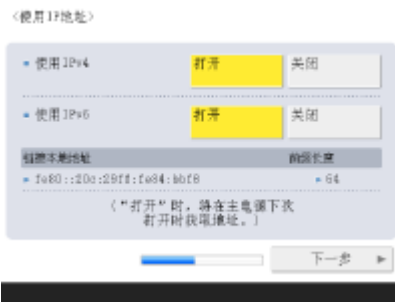 〈使用IP地址〉
使用IPv4 打开 关闭
使用IPv6 打开 关闭
链接本地地址 前缀长度
fe80::20c:29ff:fe84:bbf8 64
（“打开”时，将在主电源下次
打开时获取地址。）
下一步